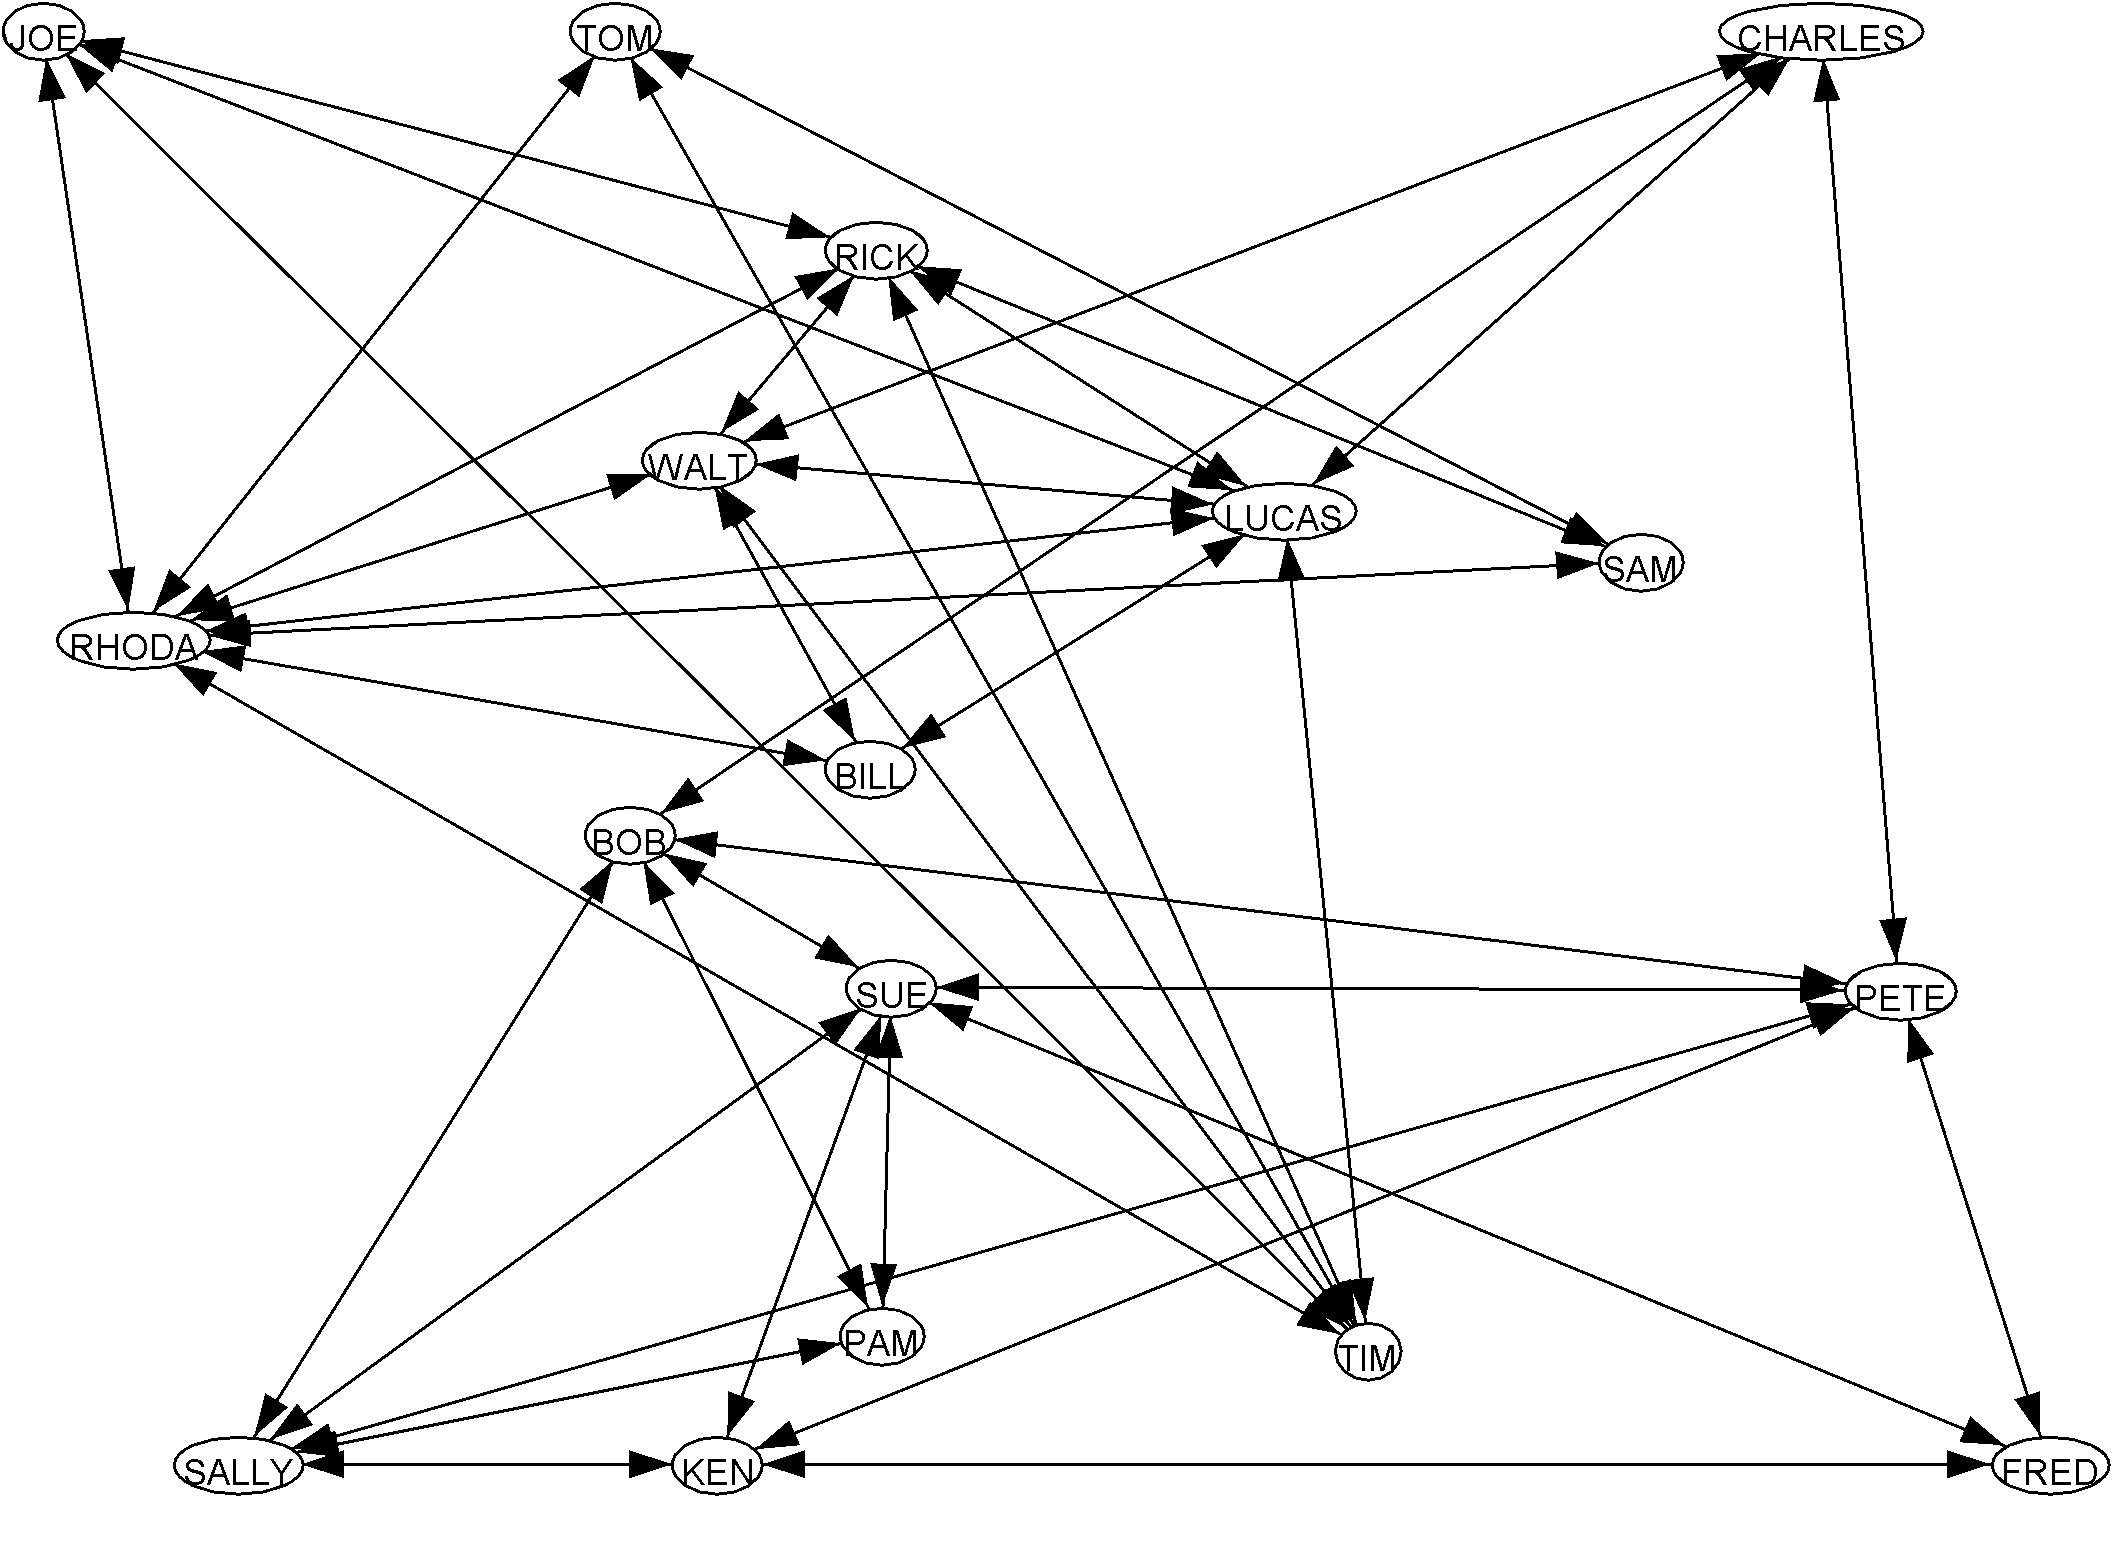 JOE
TOM
CHARLES
RICK
WALT
LUCAS
SAM
RHODA
BILL
BOB
SUE
PETE
PAM
TIM
SALLY
KEN
FRED